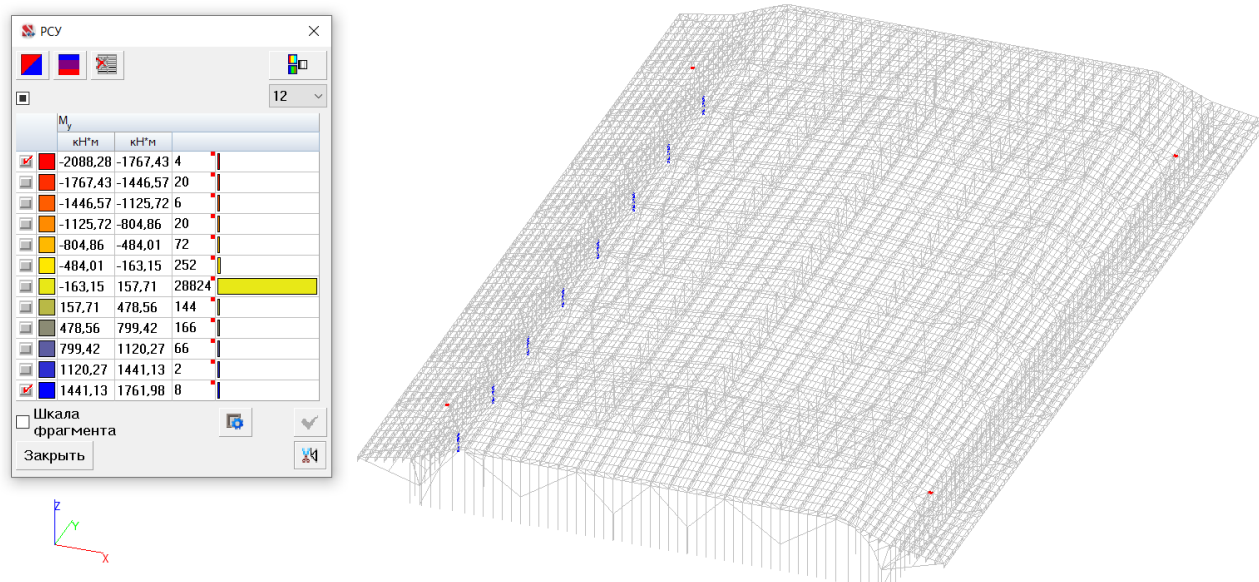 РСУ
12
My
кН*м кН*м
-2088,28 -1767,43 4
-1767,43 -1446,57 20
-1446,57 -1125,72 6
-1125,72 -804,86 20
-804,86 -484,01 72
-484,01 -163,15 252
-163,15 157,71 28824
157,71 478,56 144
478,56 799,42 166
799,42 1120,27 66
1120,27 1441,13 2
1441,13 1761,98 8
Шкала
фрагмента
Закрыть
Z
Y
X